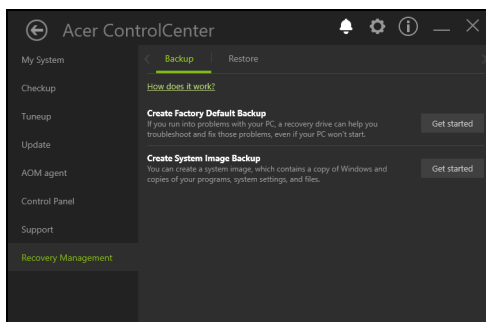 Acer ControlCenter
My System
Backup
Restore
Checkup
How does it work?
Tuneup
Create Factory Default Backup
If you run into problems with your PC, a recovery drive can help you
troubleshoot and fix those problems, even if your PC won't start.
Get started
Update
Create System Image Backup
You can create a system image, which contains a copy of Windows and
copies of your programs, system settings, and files.
Get started
AOM agent
Control Panel
Support
Recovery Management